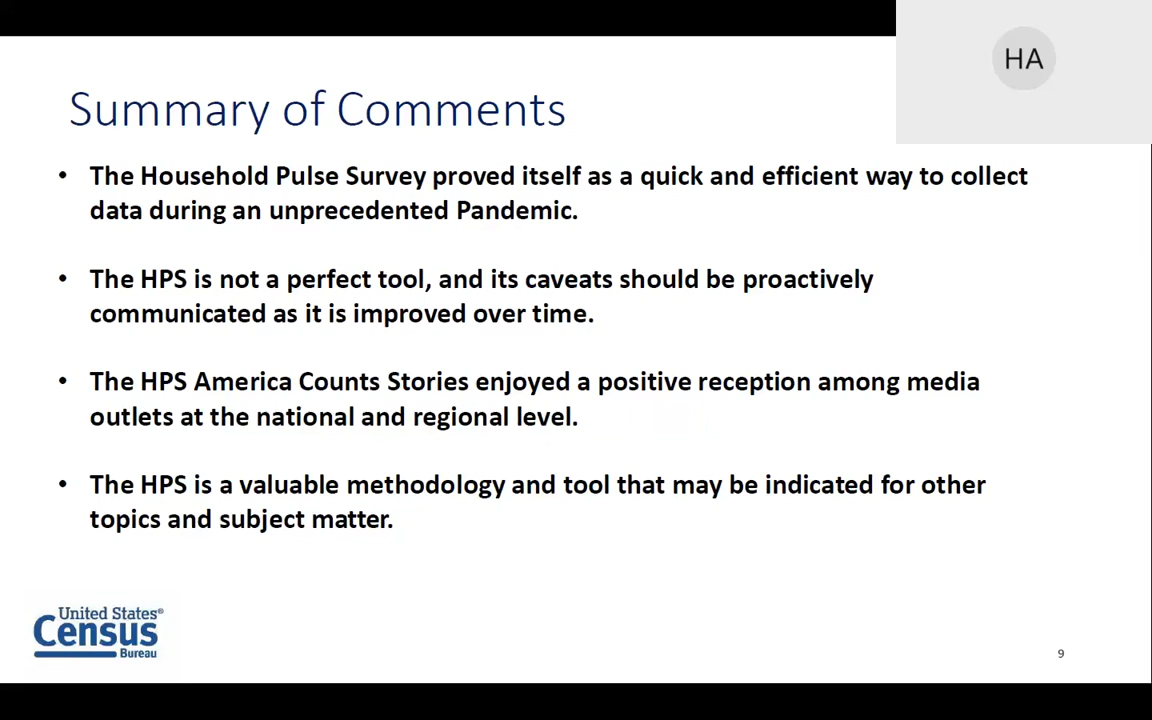 HA
Summary of Comments
• The Household Pulse Survey proved itself as a quick and efficient way to collect
data during an unprecedented Pandemic.
• The HPS is not a perfect tool, and its caveats should be proactively
communicated as it is improved over time.
• The HPS America Counts Stories enjoyed a positive reception among media
outlets at the national and regional level.
• The HPS is a valuable methodology and tool that may be indicated for other
topics and subject matter.
United States®
Census
Bureau
9